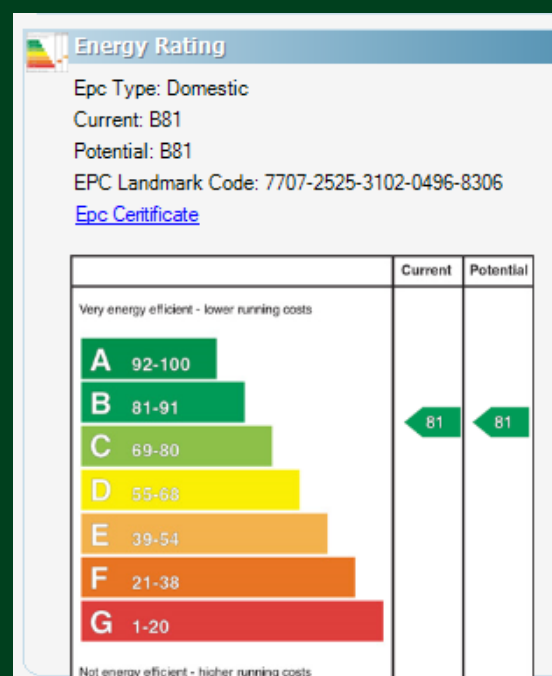 Energy Rating
Epc Type: Domestic
Current: B81
Potential: B81
EPC Landmark Code: 7707-2525-3102-0496-8306
Epc Ceritificate
Current Potential
Very energy efficient - lower running costs
A 92-100
B 81-91
81 81
C 69-80
D 55-68
E 39-54
F 21-38
G 1-20
Not energy efficient - higher running costs